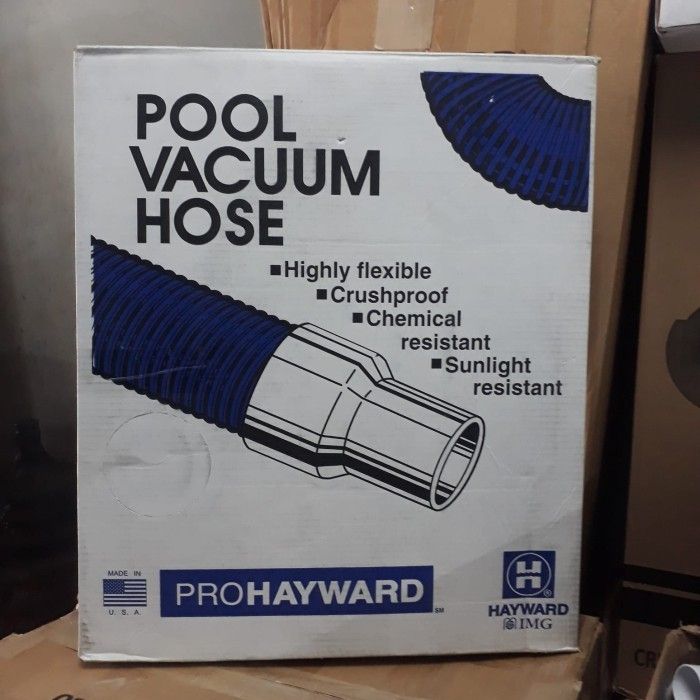 POOL
VACUUM
HOSE
■Highly flexible
■Crushproof
■Chemical
resistant
■Sunlight
resistant
MADE IN
U. S. A.
PROHAYWARD SM
H ®
HAYWARD
IMG